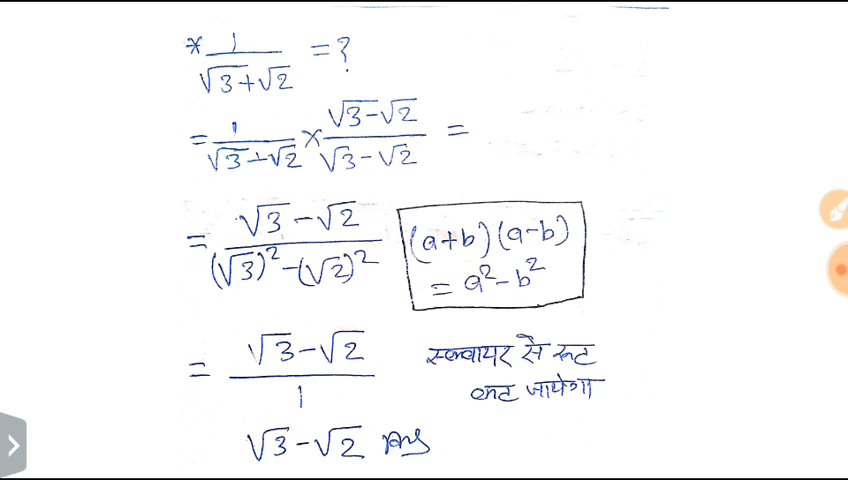 * 1/(√3+√2) = ?
= 1/(√3+√2) × (√3-√2)/(√3-√2) =
= (√3-√2)/((√3)²-(√2)²)
(a+b)(a-b)
= a²-b²
= (√3-√2)/1
स्क्वायर से रूट
कट जायेगा
√3-√2 Ans